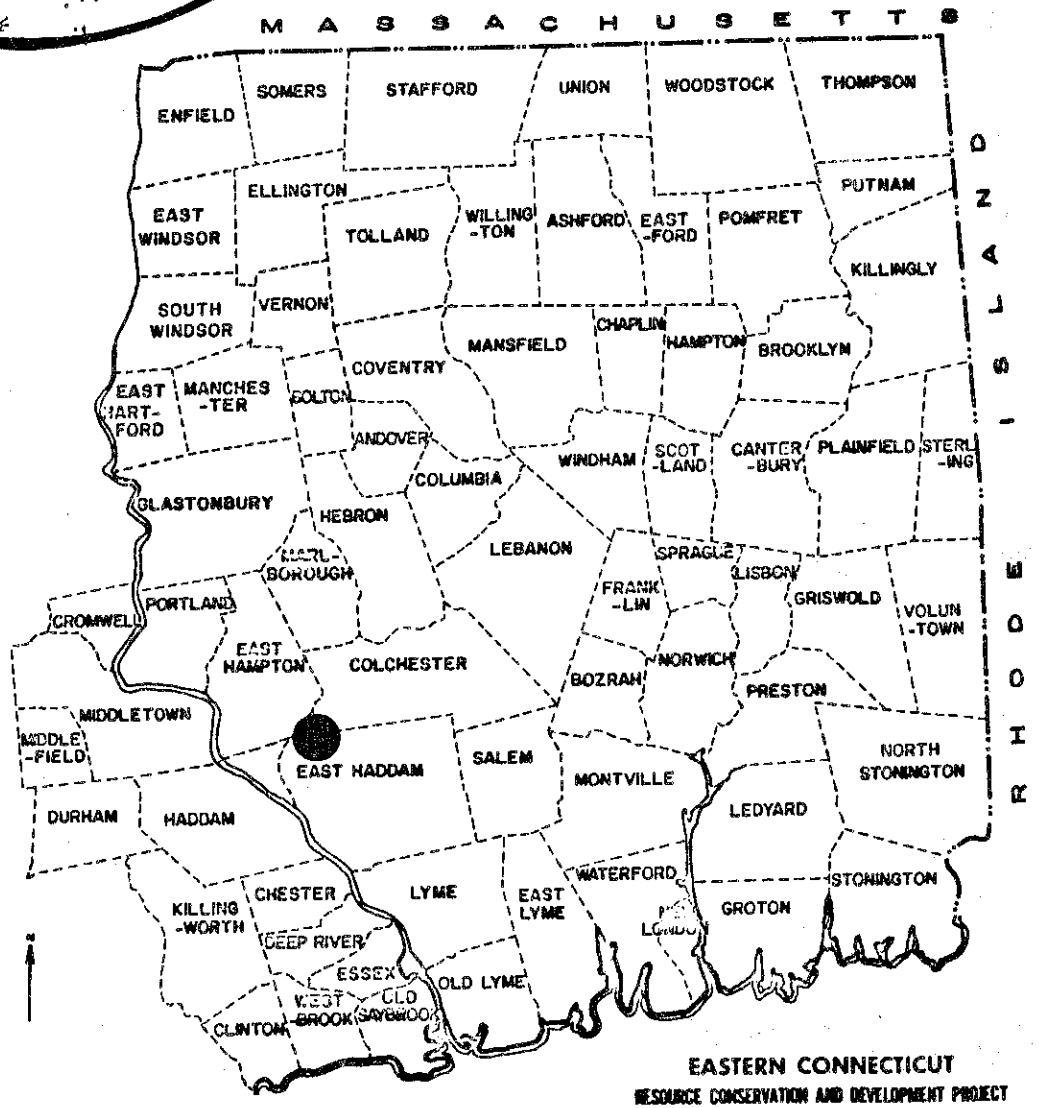 MASSACHUSETTS
SOMERS
STAFFORD
UNION
WOODSTOCK
THOMPSON
ENFIELD
ELLINGTON
PUTNAM
EAST
WINDSOR
TOLLAND
WILLING
-TON
ASHFORD
EAST
-FORD
POMFRET
KILLINGLY
SOUTH
WINDSOR
VERNON
MANSFIELD
CHAPLIN
HAMPTON
BROOKLYN
COVENTRY
EAST
HART-
FORD
MANCHES
-TER
BOLTON
ANDOVER
COLUMBIA
WINDHAM
SCOT
-LAND
CANTER
-BURY
PLAINFIELD
STERL
-ING
GLASTONBURY
HEBRON
LEBANON
MARL-
BOROUGH
SPRAGUE
LISBON
FRANK
-LIN
GRISWOLD
VOLUN
-TOWN
CROMWELL
PORTLAND
EAST
HAMPTON
COLCHESTER
BOZRAH
NORWICH
PRESTON
MIDDLETOWN
MIDDLE
-FIELD
EAST HADDAM
SALEM
MONTVILLE
NORTH
STONINGTON
DURHAM
HADDAM
LEDYARD
RHODE ISLAND
KILLING
-WORTH
CHESTER
LYME
EAST
LYME
WATERFORD
NEW
LONDON
GROTON
STONINGTON
DEEP RIVER
ESSEX
OLD LYME
CLINTON
WEST
BROOK
OLD
SAYBROOK
N
EASTERN CONNECTICUT
RESOURCE CONSERVATION AND DEVELOPMENT PROJECT